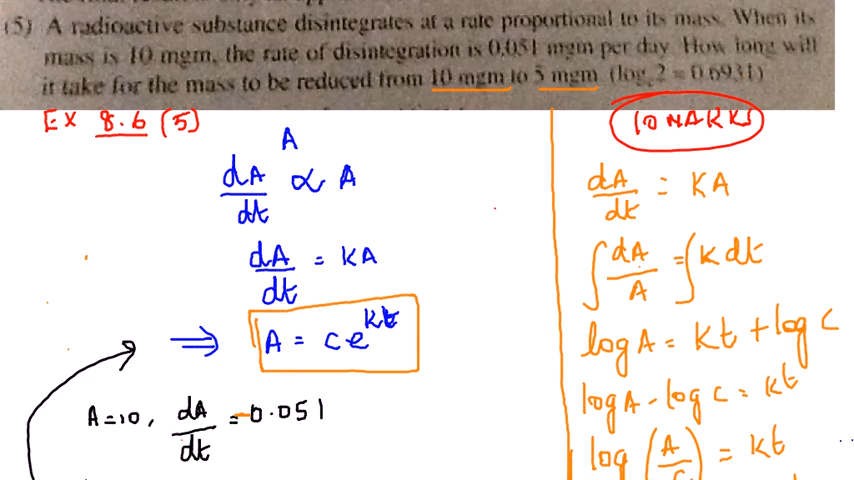 (5) A radioactive substance disintegrates at a rate proportional to its mass. When its
mass is 10 mgm, the rate of disintegration is 0.051 mgm per day. How long will
it take for the mass to be reduced from 10 mgm to 5 mgm (logₑ2 = 0.6931)
EX 8.6 (5)
A
dA/dt ∝ A
dA/dt = KA
⇒ A = ce^kt
A=10, dA/dt = -0.051
10 MARKS
dA/dt = KA
∫ dA/A = ∫ K dt
log A = Kt + log C
log A - log C = Kt
log (A/C) = Kt